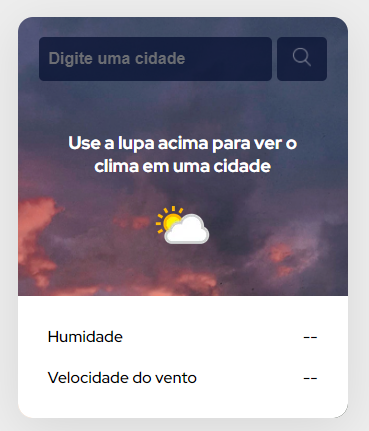 Digite uma cidade
Use a lupa acima para ver o
clima em uma cidade
Humidade --
Velocidade do vento --